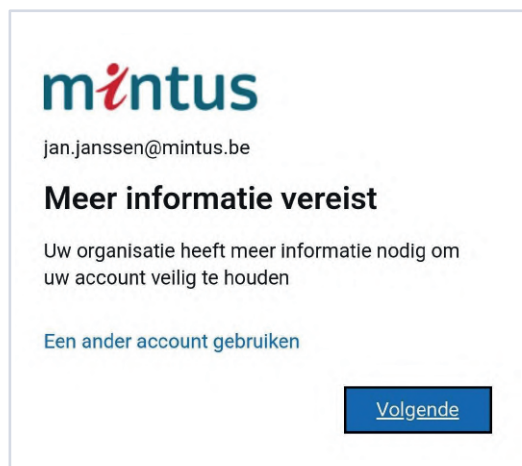 mintus
jan.janssen@mintus.be
Meer informatie vereist
Uw organisatie heeft meer informatie nodig om
uw account veilig te houden
Een ander account gebruiken
Volgende